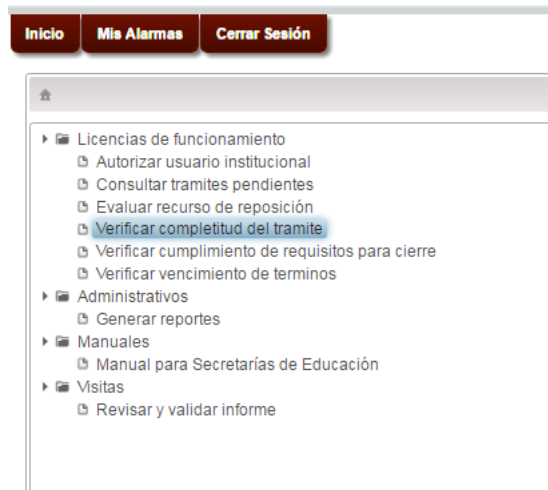 Inicio Mis Alarmas Cerrar Sesión
Licencias de funcionamiento
Autorizar usuario institucional
Consultar tramites pendientes
Evaluar recurso de reposición
Verificar completitud del tramite
Verificar cumplimiento de requisitos para cierre
Verificar vencimiento de terminos
Administrativos
Generar reportes
Manuales
Manual para Secretarías de Educación
Visitas
Revisar y validar informe